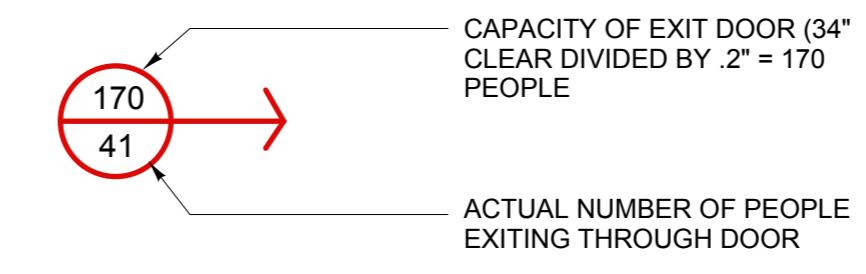 170
41
CAPACITY OF EXIT DOOR (34"
CLEAR DIVIDED BY .2" = 170
PEOPLE
ACTUAL NUMBER OF PEOPLE
EXITING THROUGH DOOR